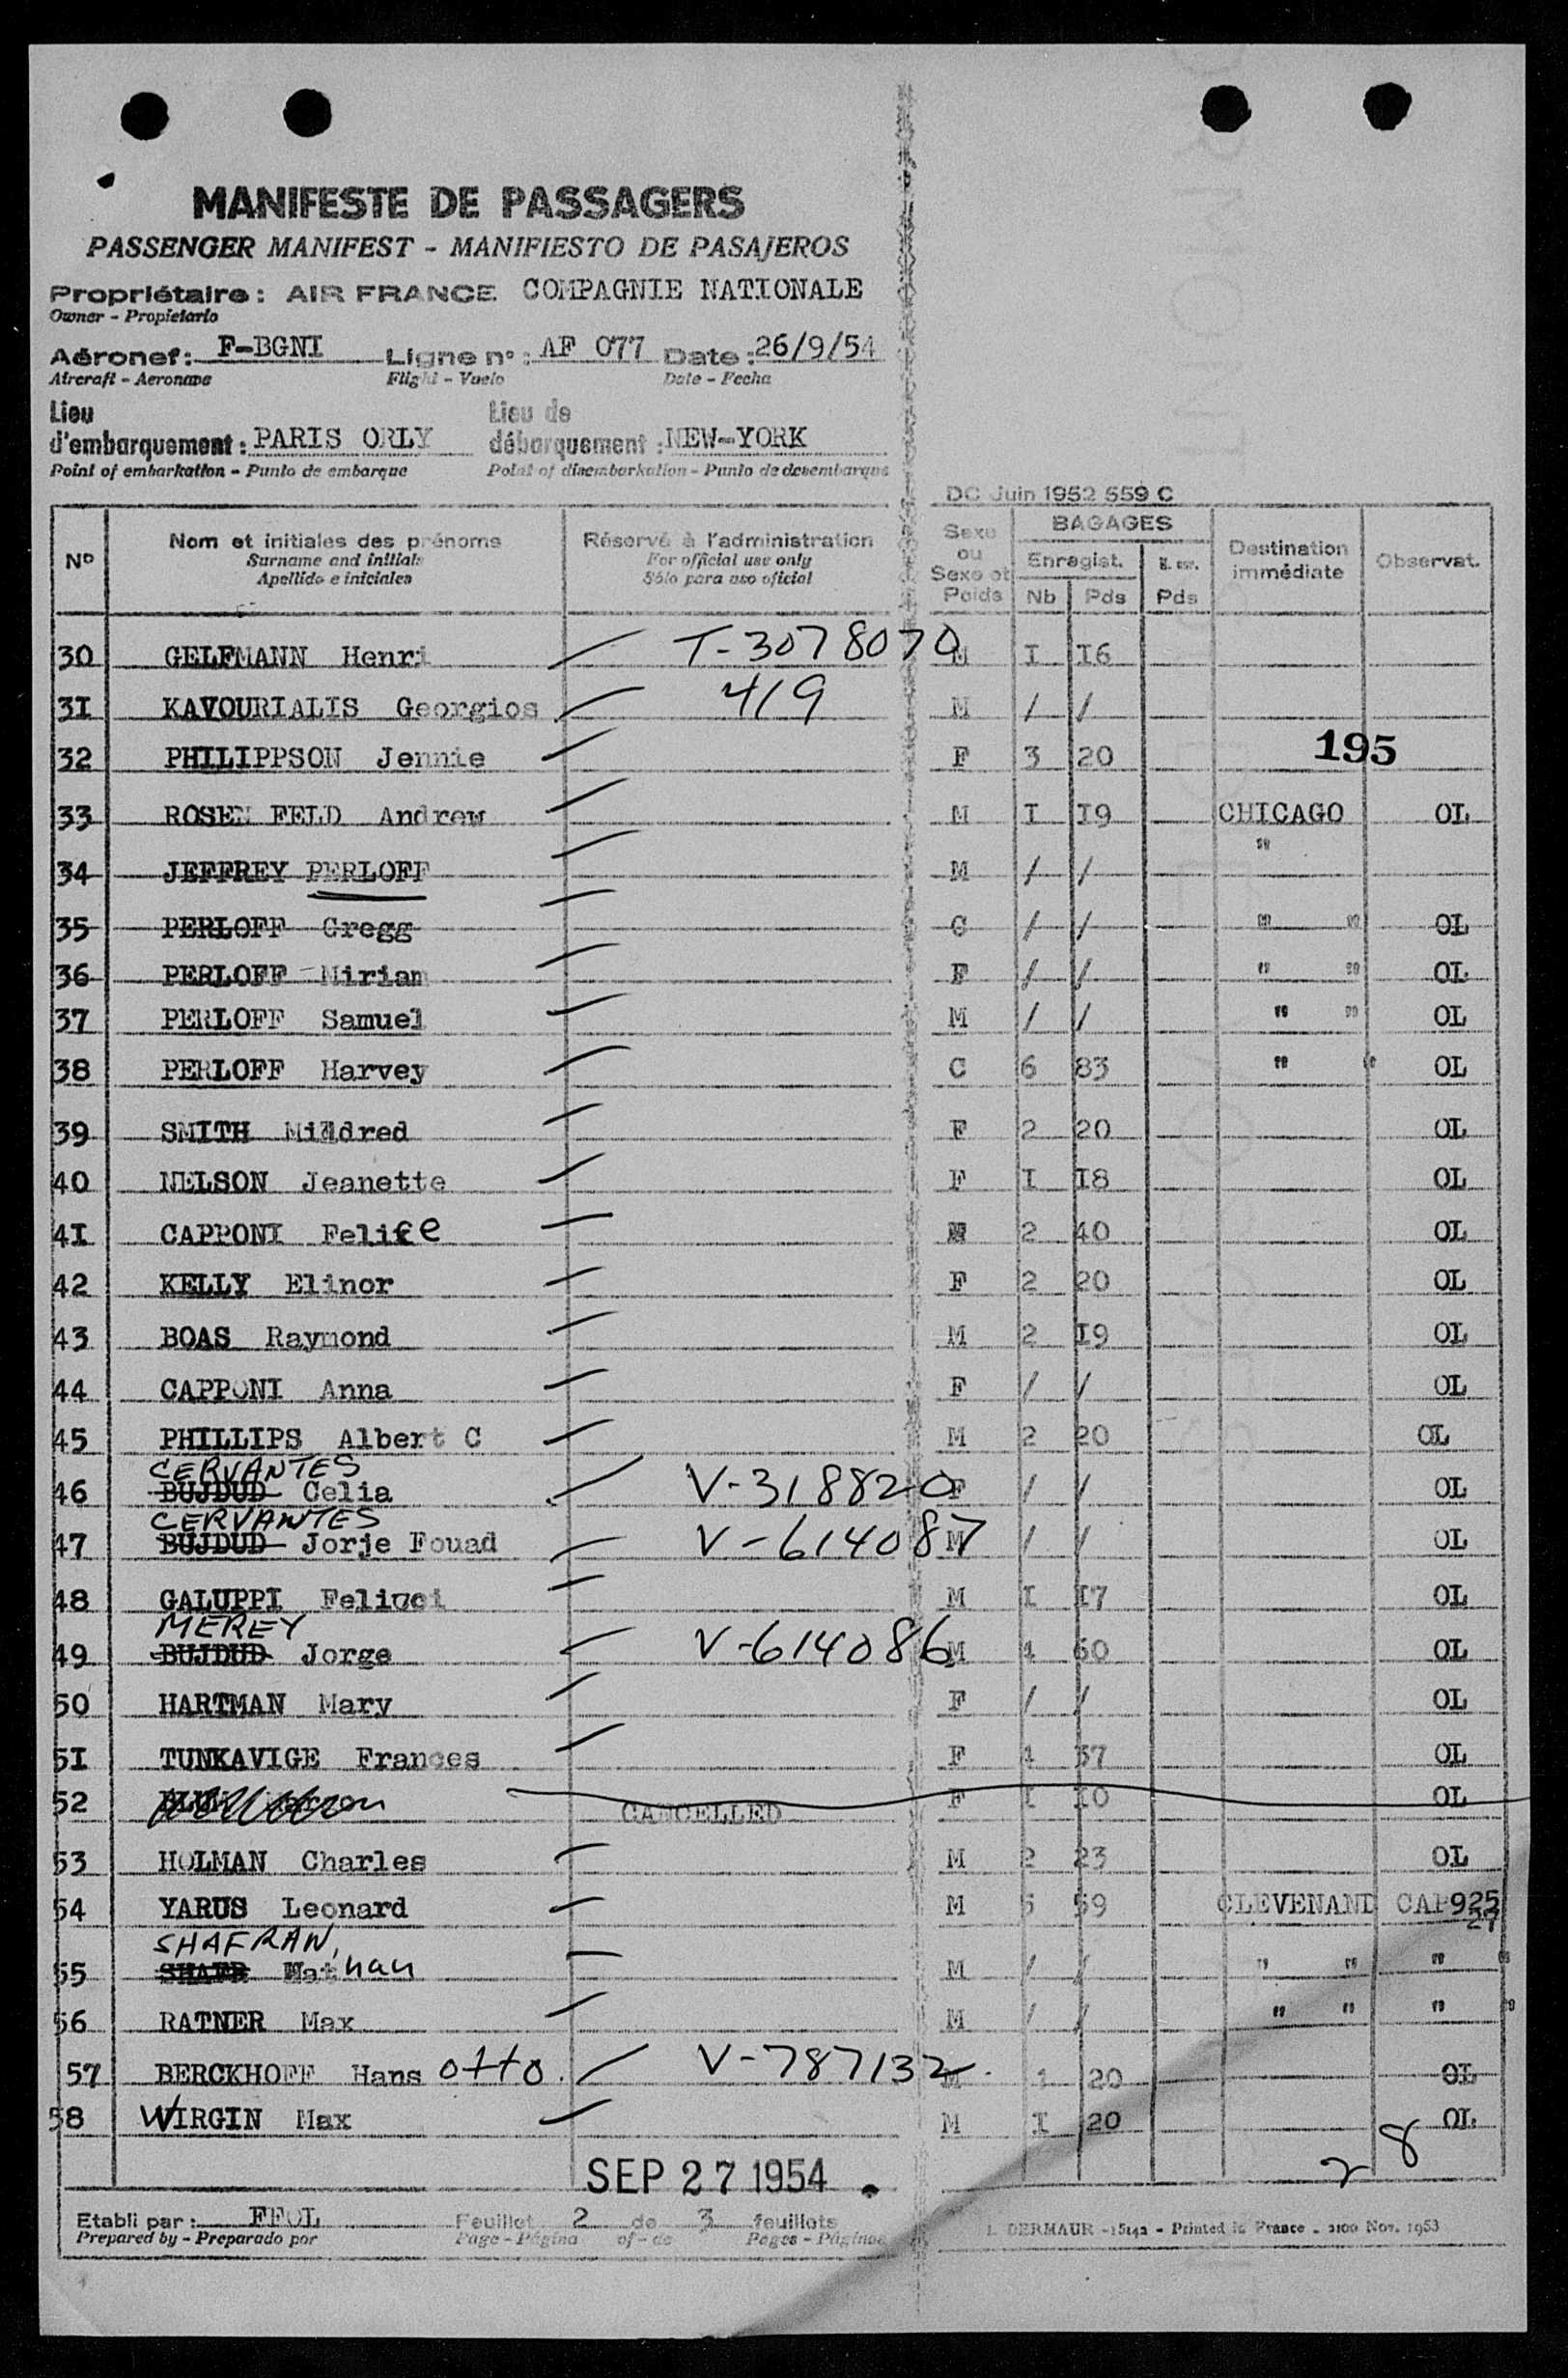 MANIFESTE DE PASSAGERS
PASSENGER MANIFEST - MANIFIESTO DE PASAJEROS
Propriétaire : AIR FRANCE. COMPAGNIE NATIONALE
Owner - Propietario
Aéronef : F-BGNI Ligne n° : AF 077 Date : 26/9/54
Aircraft - Aeronave Flight - Vuelo Date - Fecha
Lieu d'embarquement : PARIS ORLY Lieu de débarquement : NEW-YORK
Point of embarkation - Punto de embarque Point of disembarkation - Punto de desembarque
DC Juin 1952 559 C
N° Nom et initiales des prénoms Réservé à l'administration Sexe ou Sexe et Poids BAGAGES Destination immédiate Observat.
Surname and initials For official use only Enregist.
Apellido e iniciales Sólo para uso oficial Nb Pds Pds
30 GELFMANN Henri T-3078070 M I I6
3I KAVOURIALIS Georgios 419 M / /
32 PHILIPPSON Jennie F 3 20 195
33 ROSEN FELD Andrew M I I9 CHICAGO OL
34 JEFFREY PERLOFF M / / "
35 PERLOFF Gregg C / / " " OL
36 PERLOFF Miriam F / / " " OL
37 PERLOFF Samuel M / / " " OL
38 PERLOFF Harvey C 6 83 " " OL
39 SMITH Mildred F 2 20 OL
40 NELSON Jeanette F I I8 OL
4I CAPPONI Felice 2 40 OL
42 KELLY Elinor F 2 20 OL
43 BOAS Raymond M 2 I9 OL
44 CAPPONI Anna F / / OL
45 PHILLIPS Albert C M 2 20 OL
CERVANTES
46 BUJDUD Celia V-318820 F / / OL
CERVANTES
47 BUJDUD Jorje Fouad V-614087 M / / OL
48 GALUPPI M I I7 OL
MEREY
49 BUJDUD Jorge V-614086 M 4 60 OL
50 HARTMAN Mary F / / OL
5I TUNKAVIGE Frances F 4 37 OL
52 CANCELLED F I I0 OL
53 HOLMAN Charles M 2 23 OL
54 YARUS Leonard M 5 59 CLEVENAND CAP925
27
SHAFRAN,
55 Nathan M / / " " " "
56 RATNER Max M / / " " " "
57 BERCKHOFF Hans Otto. V-787132 M 1 20 OL
58 WIRGIN Max M I 20 OL
28
SEP 27 1954
Etabli par : FFOL Feuillet 2 de 3 feuillets
Prepared by - Preparado por Page - Página of - de Pages - Páginas
I. DERMAUR - 15142 - Printed in France - 2100 Nov. 1953